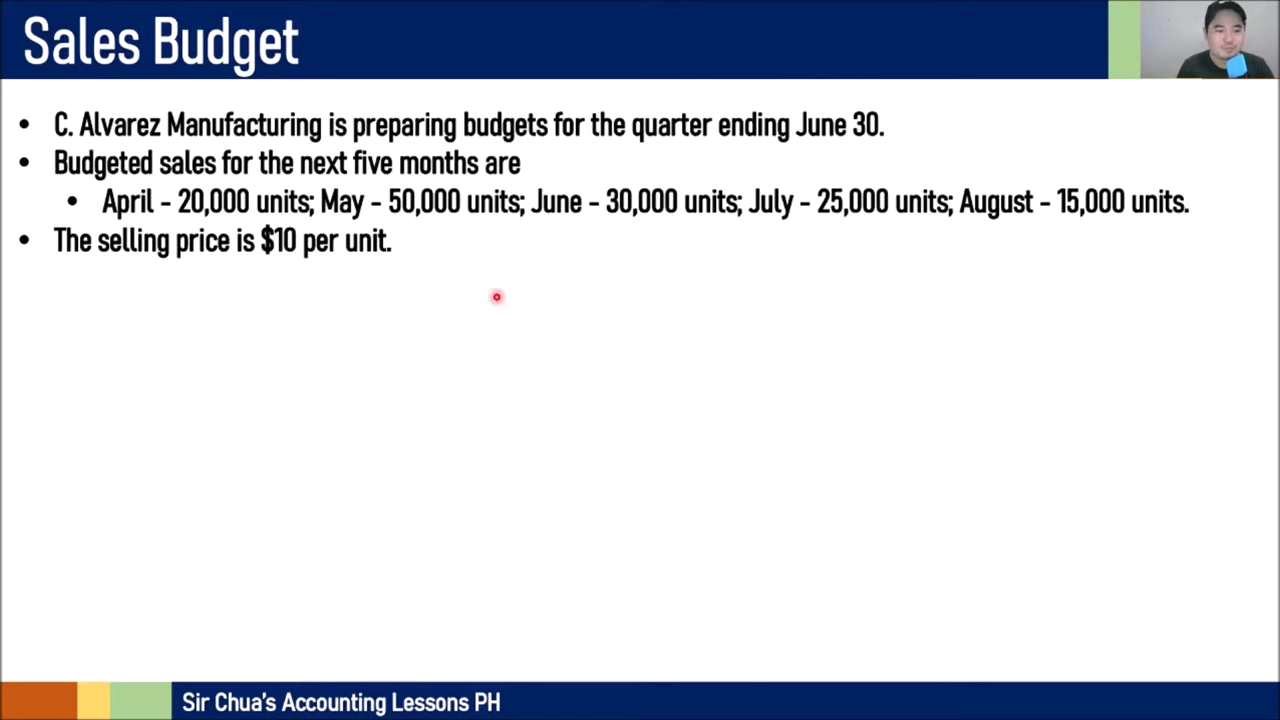 Sales Budget
• C. Alvarez Manufacturing is preparing budgets for the quarter ending June 30.
• Budgeted sales for the next five months are
• April - 20,000 units; May - 50,000 units; June - 30,000 units; July - 25,000 units; August - 15,000 units.
• The selling price is $10 per unit.
Sir Chua's Accounting Lessons PH